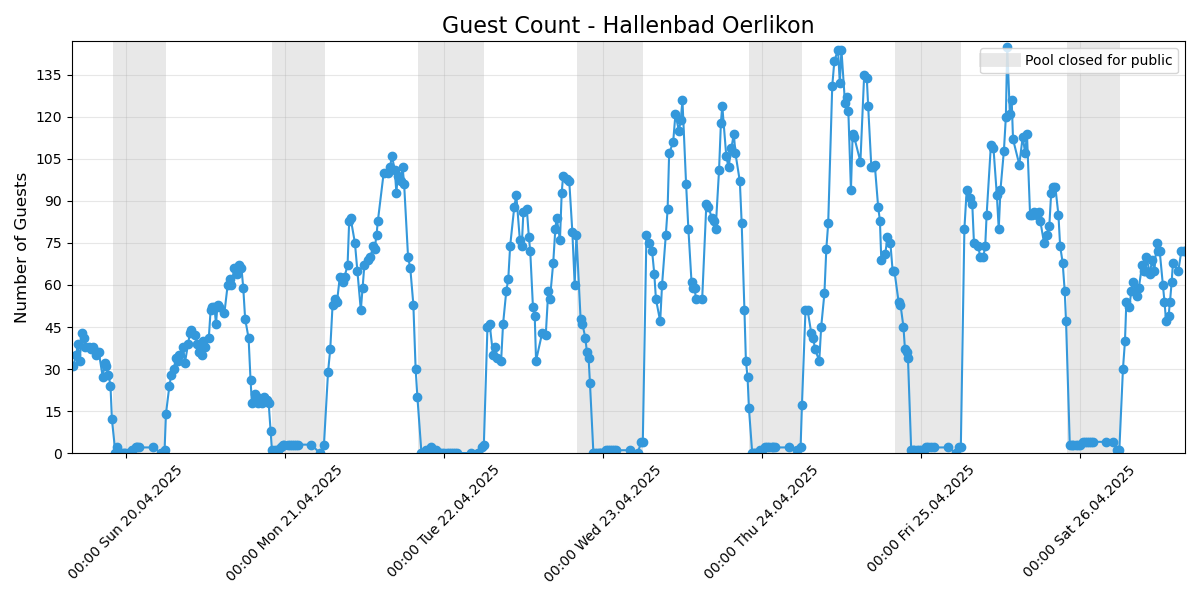 Guest Count - Hallenbad Oerlikon
Pool closed for public
Number of Guests
135
120
105
90
75
60
45
30
15
0
00:00 Sun 20.04.2025
00:00 Mon 21.04.2025
00:00 Tue 22.04.2025
00:00 Wed 23.04.2025
00:00 Thu 24.04.2025
00:00 Fri 25.04.2025
00:00 Sat 26.04.2025